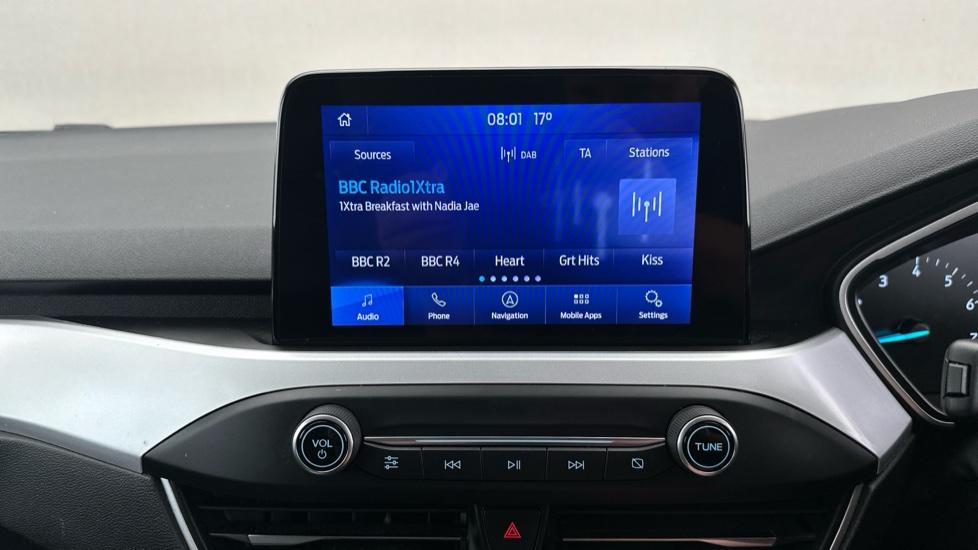 08:01 17°
Sources DAB TA Stations
BBC Radio1Xtra
1Xtra Breakfast with Nadia Jae
BBC R2 BBC R4 Heart Grt Hits Kiss
Audio Phone Navigation Mobile Apps Settings
3 4 5 6 7
VOL TUNE